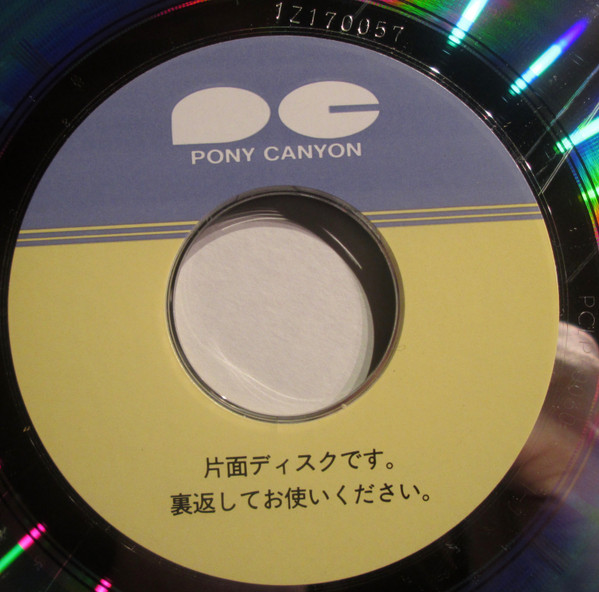 1Z170057
PC
PONY CANYON
片面ディスクです。
裏返してお使いください。